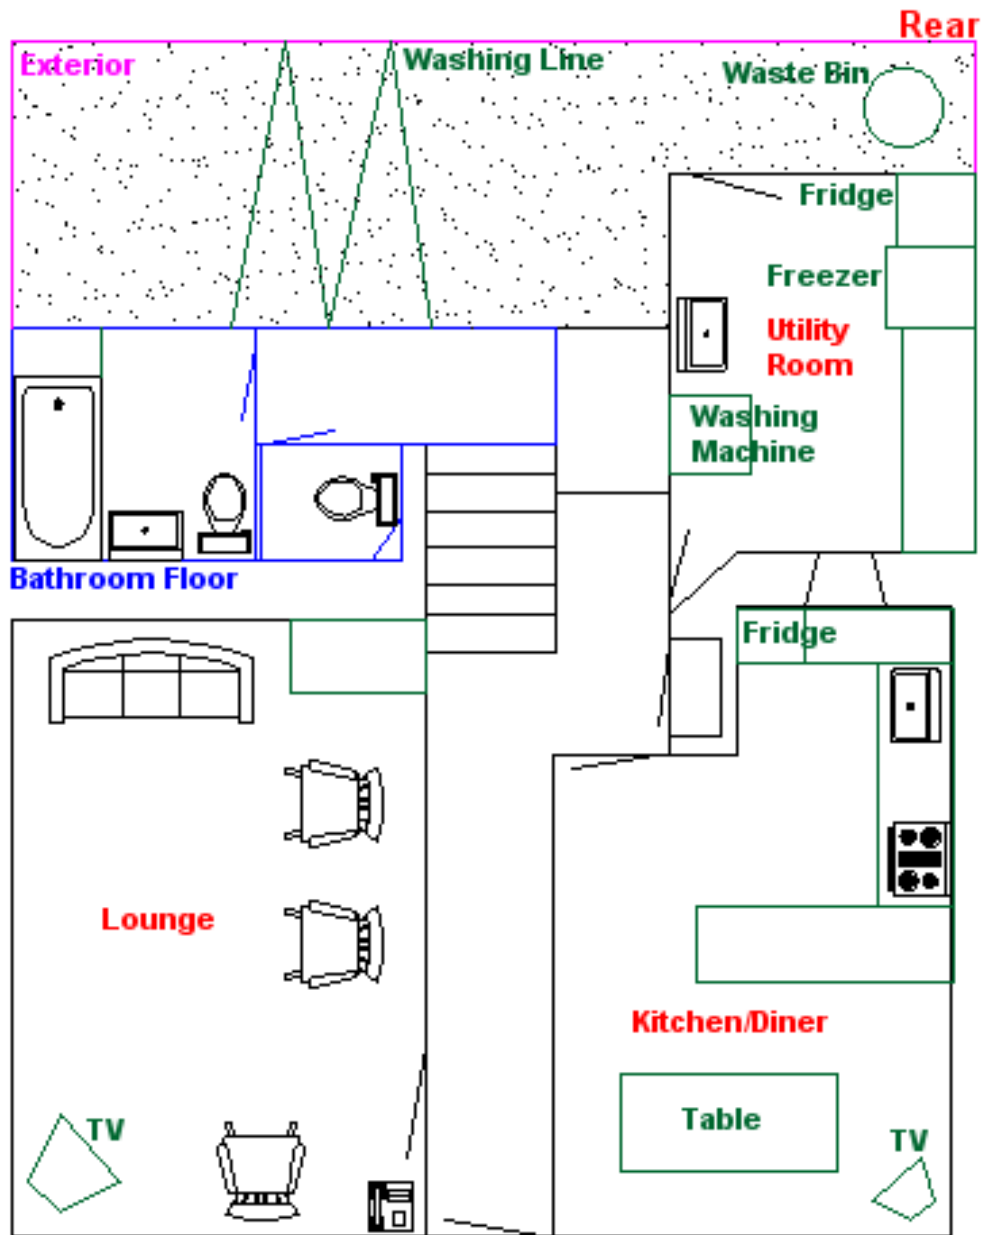 Rear
Exterior
Washing Line
Waste Bin
Fridge
Freezer
Utility
Room
Washing
Machine
Bathroom Floor
Fridge
Lounge
Kitchen/Diner
TV
Table
TV